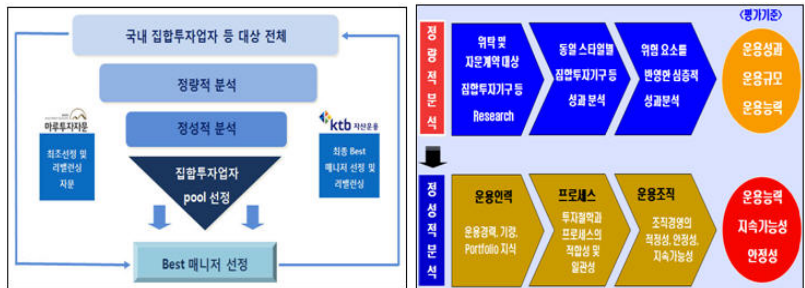 국내 집합투자업자 등 대상 전체
정량적 분석
정성적 분석
마루투자자문
최초선정 및
리밸런싱
자문
ktb 자산운용
최종 Best
매니저 선정 및
리밸런싱
집합투자업자
pool 선정
Best 매니저 선정
<평가기준>
정량적분석
위탁 및
자문계약 대상
집합투자기구 등
Research
동일 스타일별
집합투자기구 등
성과 분석
위험 요소를
반영한 심층적
성과분석
운용성과
운용규모
운용능력
정성적분석
운용인력
운용경력, 기량,
Portfolio 지식
프로세스
투자철학과
프로세스의
적합성 및
일관성
운용조직
조직경영의
적정성, 안정성,
지속가능성
운용능력
지속가능성
안정성